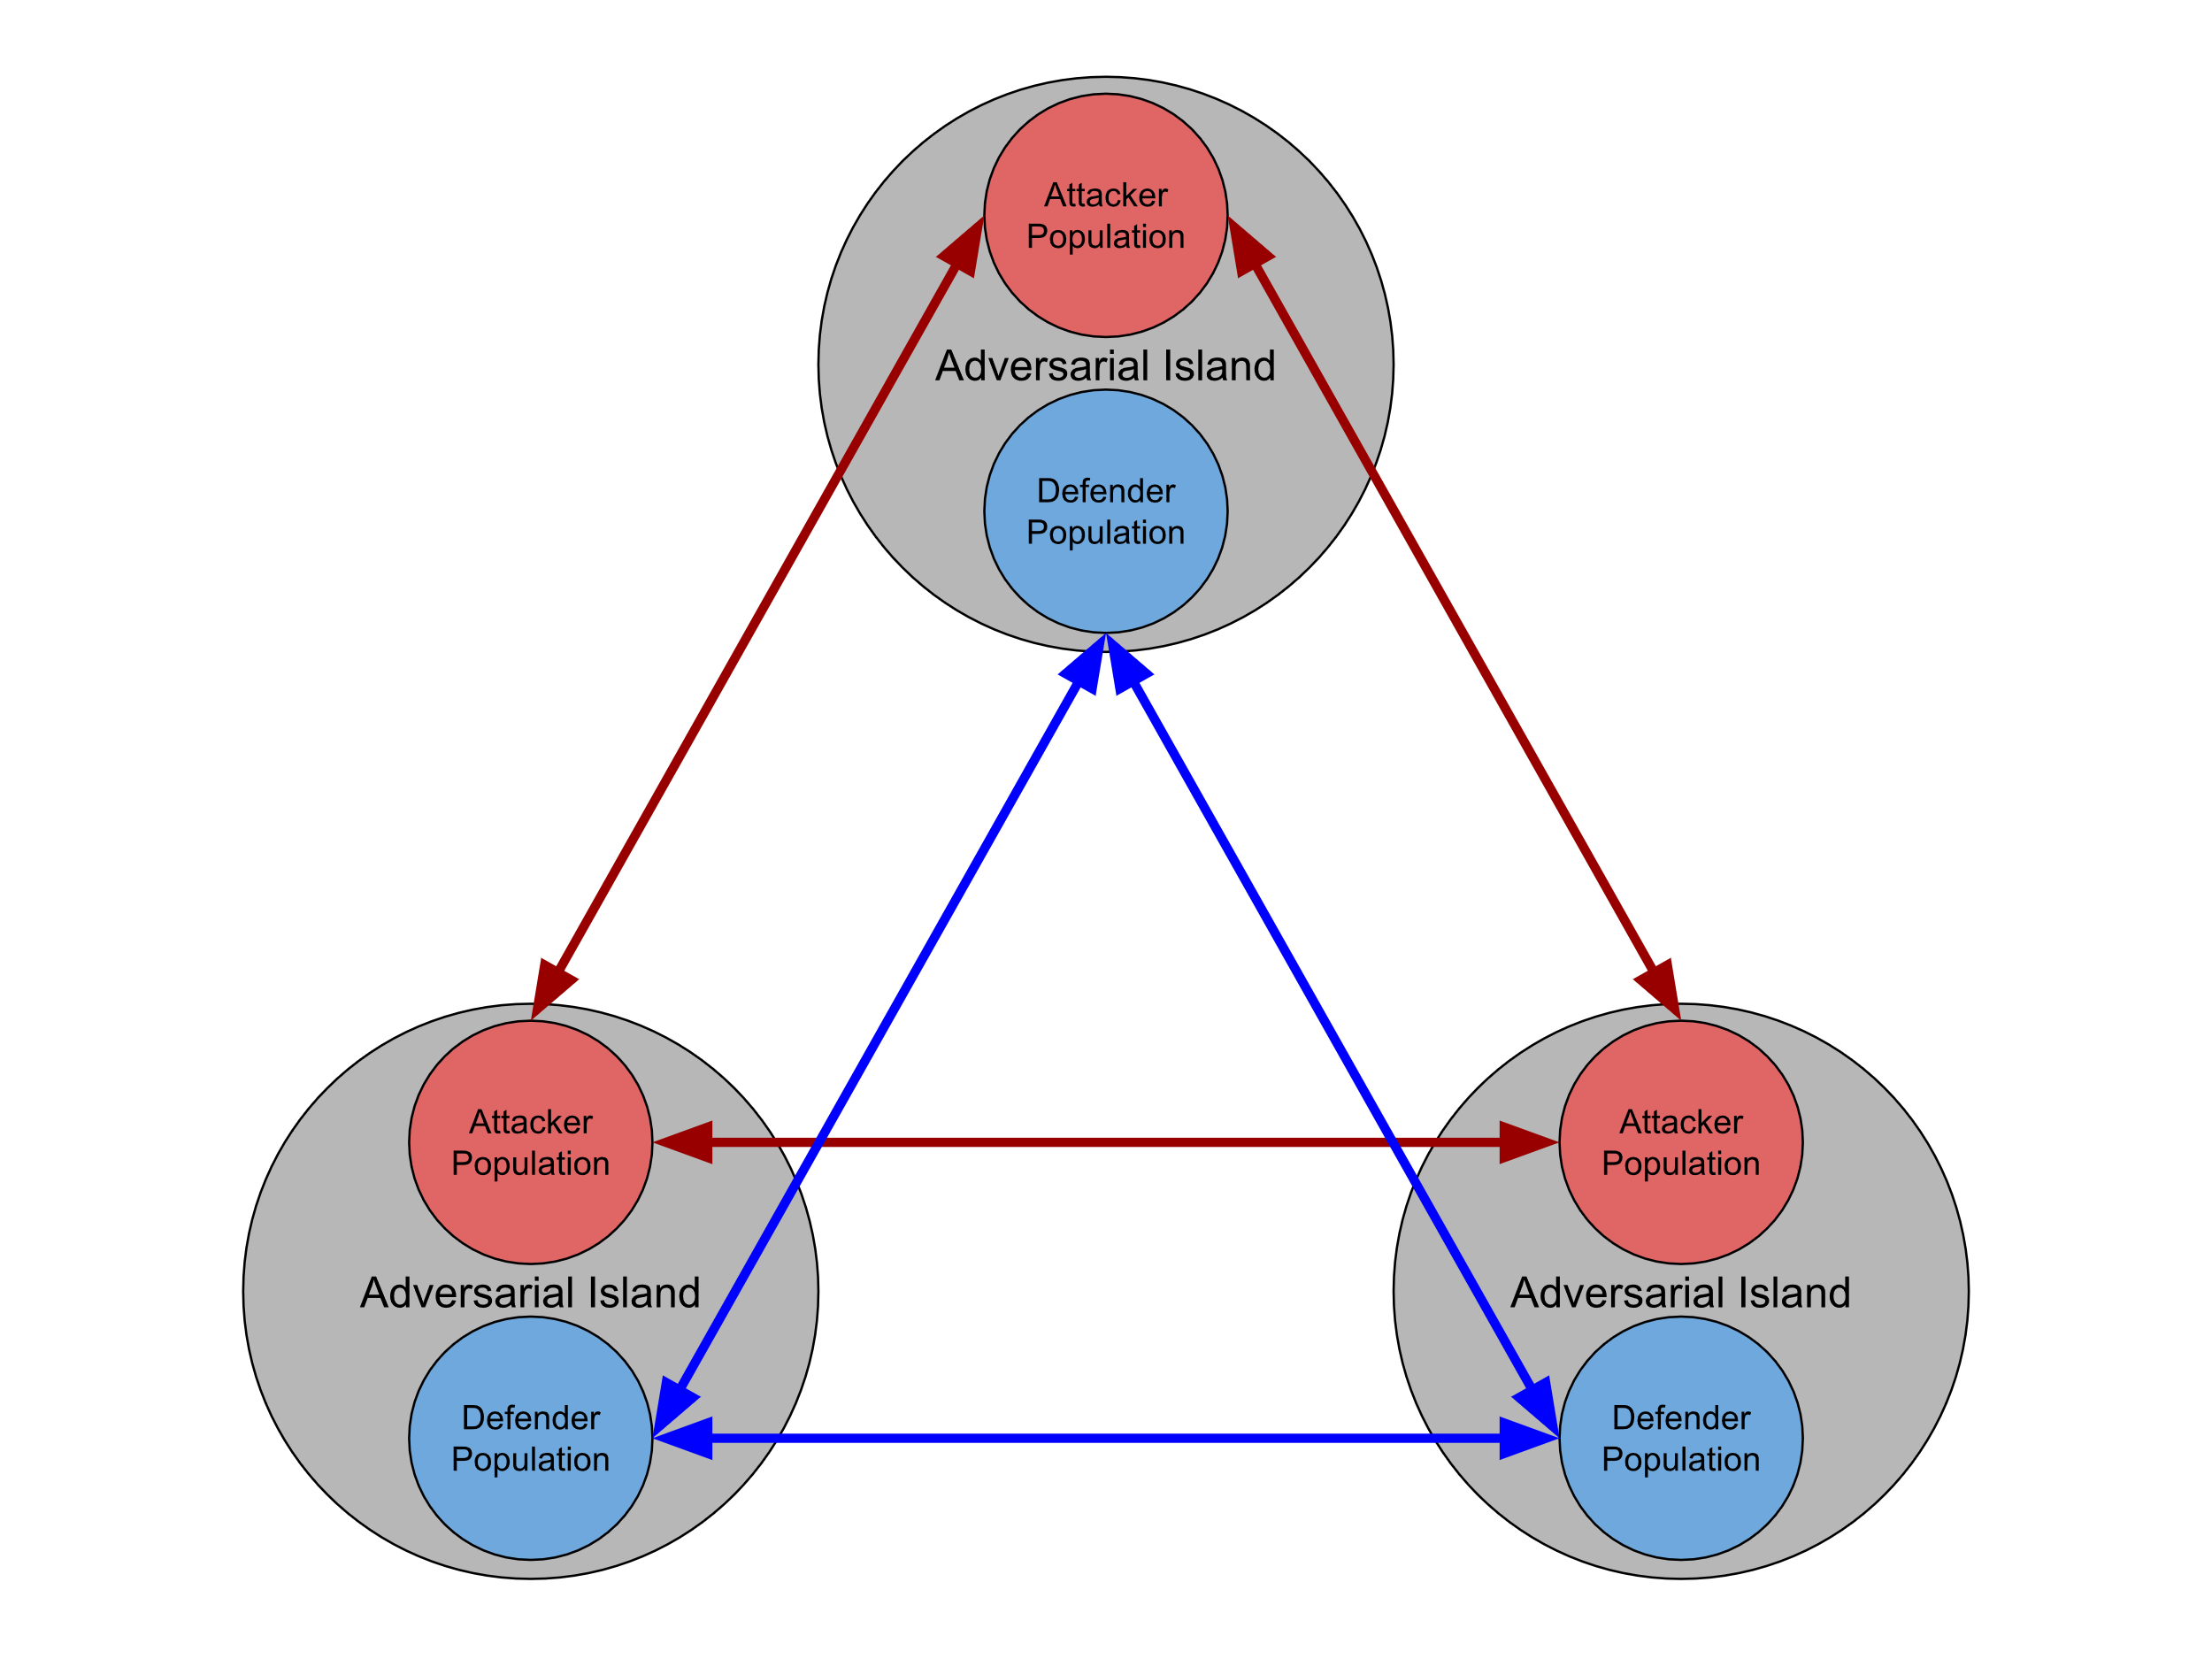 Attacker
Population
Adversarial Island
Defender
Population
Attacker
Population
Adversarial Island
Defender
Population
Attacker
Population
Adversarial Island
Defender
Population